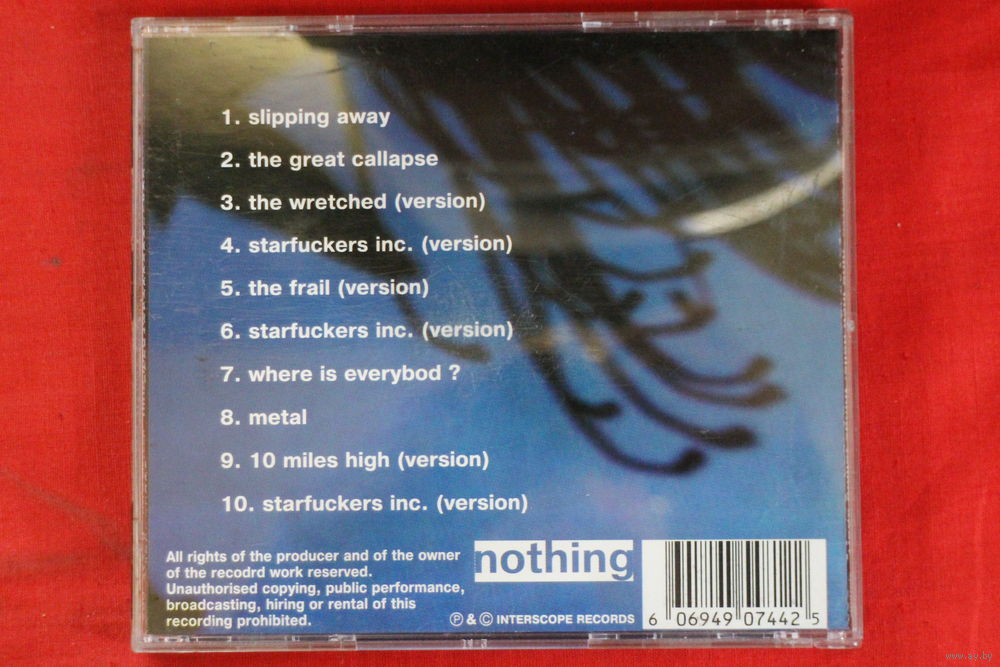 1. slipping away
2. the great callapse
3. the wretched (version)
4. starfuckers inc. (version)
5. the frail (version)
6. starfuckers inc. (version)
7. where is everybod ?
8. metal
9. 10 miles high (version)
10. starfuckers inc. (version)
All rights of the producer and of the owner
of the recodrd work reserved.
Unauthorised copying, public performance,
broadcasting, hiring or rental of this
recording prohibited.
nothing
℗ & © INTERSCOPE RECORDS
6 06949 07442 5
www.ay.by